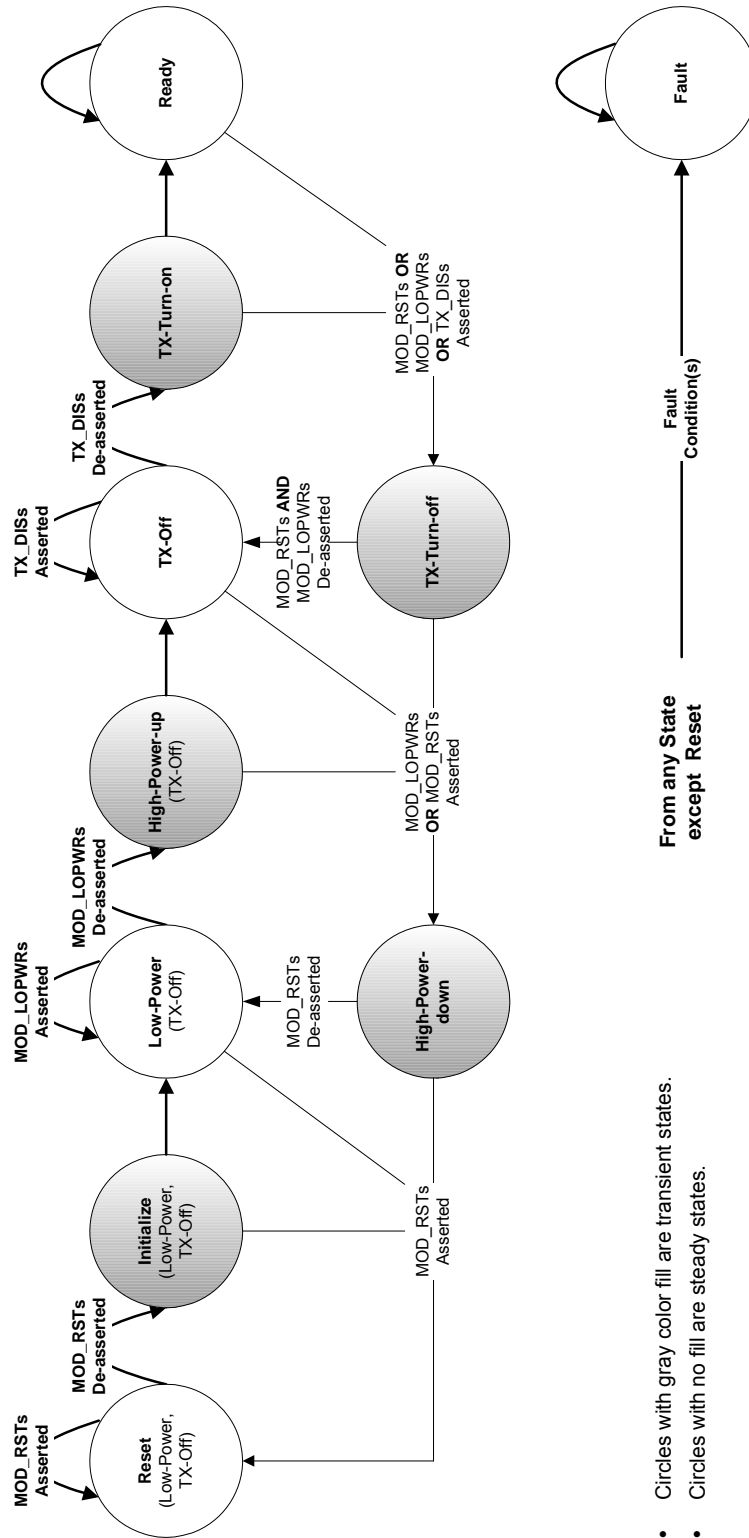 MOD_RSTs
Asserted
MOD_RSTs
De-asserted
MOD_LOPWRs
Asserted
MOD_LOPWRs
De-asserted
TX_DISs
Asserted
TX_DISs
De-asserted
Reset
(Low-Power,
TX-Off)
Initialize
(Low-Power,
TX-Off)
Low-Power
(TX-Off)
High-Power-up
(TX-Off)
TX-Off
TX-Turn-on
Ready
MOD_RSTs
Asserted
MOD_RSTs
De-asserted
MOD_LOPWRs
OR MOD_RSTs
Asserted
MOD_RSTs AND
MOD_LOPWRs
De-asserted
MOD_RSTs OR
MOD_LOPWRs
OR TX_DISs
Asserted
High-Power-
down
TX-Turn-off
From any State
except Reset
Fault
Condition(s)
Fault
• Circles with gray color fill are transient states.
• Circles with no fill are steady states.